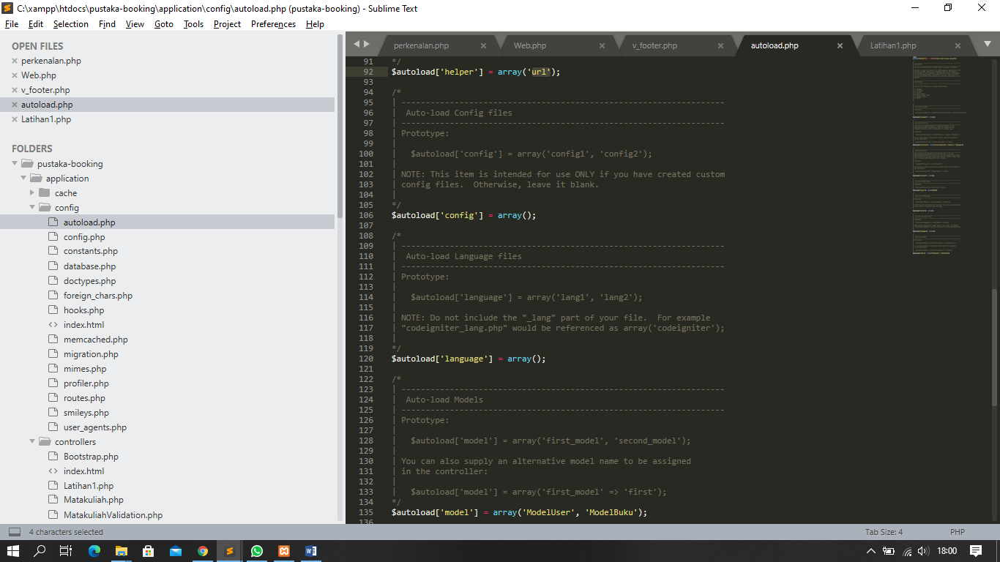 C:\xampp\htdocs\pustaka-booking\application\config\autoload.php (pustaka-booking) - Sublime Text
File Edit Selection Find View Goto Tools Project Preferences Help
OPEN FILES
perkenalan.php
Web.php
v_footer.php
autoload.php
Latihan1.php
FOLDERS
pustaka-booking
application
cache
config
autoload.php
config.php
constants.php
database.php
doctypes.php
foreign_chars.php
hooks.php
index.html
memcached.php
migration.php
mimes.php
profiler.php
routes.php
smileys.php
user_agents.php
controllers
Bootstrap.php
index.html
Latihan1.php
Matakuliah.php
MatakuliahValidation.php
perkenalan.php Web.php v_footer.php autoload.php Latihan1.php
91 */
92 $autoload['helper'] = array('url');
93
94 /*
95 | -------------------------------------------------------------------
96 |  Auto-load Config files
97 | -------------------------------------------------------------------
98 | Prototype:
99 |
100 |	$autoload['config'] = array('config1', 'config2');
101 |
102 | NOTE: This item is intended for use ONLY if you have created custom
103 | config files.  Otherwise, leave it blank.
104 |
105 */
106 $autoload['config'] = array();
107
108 /*
109 | -------------------------------------------------------------------
110 |  Auto-load Language files
111 | -------------------------------------------------------------------
112 | Prototype:
113 |
114 |	$autoload['language'] = array('lang1', 'lang2');
115 |
116 | NOTE: Do not include the "_lang" part of your file.  For example
117 | "codeigniter_lang.php" would be referenced as array('codeigniter');
118 |
119 */
120 $autoload['language'] = array();
121
122 /*
123 | -------------------------------------------------------------------
124 |  Auto-load Models
125 | -------------------------------------------------------------------
126 | Prototype:
127 |
128 |	$autoload['model'] = array('first_model', 'second_model');
129 |
130 | You can also supply an alternative model name to be assigned
131 | in the controller:
132 |
133 |	$autoload['model'] = array('first_model' => 'first');
134 */
135 $autoload['model'] = array('ModelUser', 'ModelBuku');
136
4 characters selected Tab Size: 4 PHP
18:00